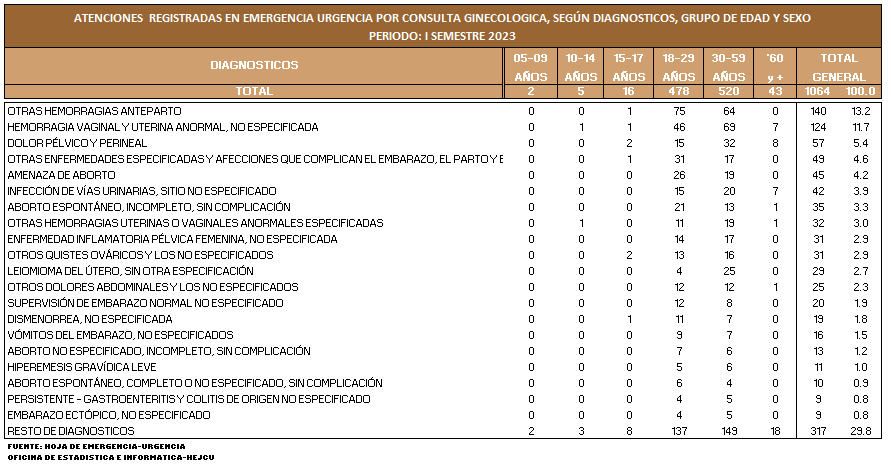 ATENCIONES REGISTRADAS EN EMERGENCIA URGENCIA POR CONSULTA GINECOLOGICA, SEGÚN DIAGNOSTICOS, GRUPO DE EDAD Y SEXO
PERIODO: I SEMESTRE 2023
DIAGNOSTICOS 05-09 AÑOS 10-14 AÑOS 15-17 AÑOS 18-29 AÑOS 30-59 AÑOS '60 y + TOTAL GENERAL
TOTAL 2 5 16 478 520 43 1064 100.0
OTRAS HEMORRAGIAS ANTEPARTO 0 0 1 75 64 0 140 13.2
HEMORRAGIA VAGINAL Y UTERINA ANORMAL, NO ESPECIFICADA 0 1 1 46 69 7 124 11.7
DOLOR PÉLVICO Y PERINEAL 0 0 2 15 32 8 57 5.4
OTRAS ENFERMEDADES ESPECIFICADAS Y AFECCIONES QUE COMPLICAN EL EMBARAZO, EL PARTO Y E 0 0 1 31 17 0 49 4.6
AMENAZA DE ABORTO 0 0 0 26 19 0 45 4.2
INFECCIÓN DE VÍAS URINARIAS, SITIO NO ESPECIFICADO 0 0 0 15 20 7 42 3.9
ABORTO ESPONTÁNEO, INCOMPLETO, SIN COMPLICACIÓN 0 0 0 21 13 1 35 3.3
OTRAS HEMORRAGIAS UTERINAS O VAGINALES ANORMALES ESPECIFICADAS 0 1 0 11 19 1 32 3.0
ENFERMEDAD INFLAMATORIA PÉLVICA FEMENINA, NO ESPECIFICADA 0 0 0 14 17 0 31 2.9
OTROS QUISTES OVÁRICOS Y LOS NO ESPECIFICADOS 0 0 2 13 16 0 31 2.9
LEIOMIOMA DEL ÚTERO, SIN OTRA ESPECIFICACIÓN 0 0 0 4 25 0 29 2.7
OTROS DOLORES ABDOMINALES Y LOS NO ESPECIFICADOS 0 0 0 12 12 1 25 2.3
SUPERVISIÓN DE EMBARAZO NORMAL NO ESPECIFICADO 0 0 0 12 8 0 20 1.9
DISMENORREA, NO ESPECIFICADA 0 0 1 11 7 0 19 1.8
VÓMITOS DEL EMBARAZO, NO ESPECIFICADOS 0 0 0 9 7 0 16 1.5
ABORTO NO ESPECIFICADO, INCOMPLETO, SIN COMPLICACIÓN 0 0 0 7 6 0 13 1.2
HIPEREMESIS GRAVÍDICA LEVE 0 0 0 5 6 0 11 1.0
ABORTO ESPONTÁNEO, COMPLETO O NO ESPECIFICADO, SIN COMPLICACIÓN 0 0 0 6 4 0 10 0.9
PERSISTENTE - GASTROENTERITIS Y COLITIS DE ORIGEN NO ESPECIFICADO 0 0 0 4 5 0 9 0.8
EMBARAZO ECTÓPICO, NO ESPECIFICADO 0 0 0 4 5 0 9 0.8
RESTO DE DIAGNOSTICOS 2 3 8 137 149 18 317 29.8
FUENTE: HOJA DE EMERGENCIA-URGENCIA
OFICINA DE ESTADISTICA E INFORMATICA-HEJCU